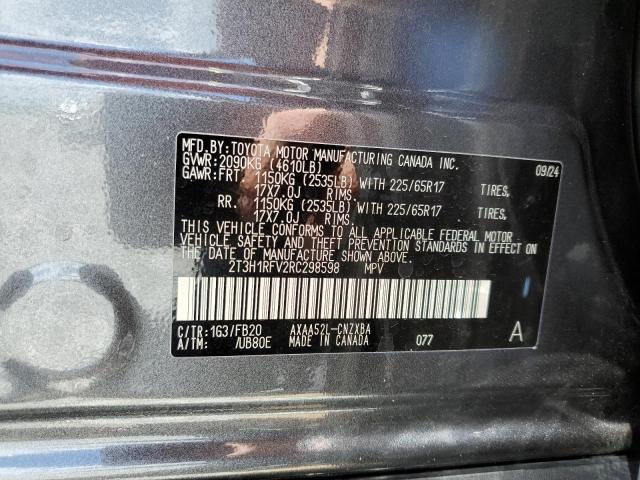 MFD.BY:TOYOTA MOTOR MANUFACTURING CANADA INC.
GVWR:2090KG (4610LB) 09/24
GAWR:FRT. 1150KG (2535LB) WITH 225/65R17 TIRES,
17X7.0J RIMS.
RR. 1150KG (2535LB) WITH 225/65R17 TIRES,
17X7.0J RIMS.
THIS VEHICLE CONFORMS TO ALL APPLICABLE FEDERAL MOTOR
VEHICLE SAFETY AND THEFT PREVENTION STANDARDS IN EFFECT ON
THE DATE OF MANUFACTURE SHOWN ABOVE.
2T3H1RFV2RC298598 MPV
C/TR:1G3/FB20 AXAA52L-CNZXBA
A/TM: /UB80E MADE IN CANADA 077 A